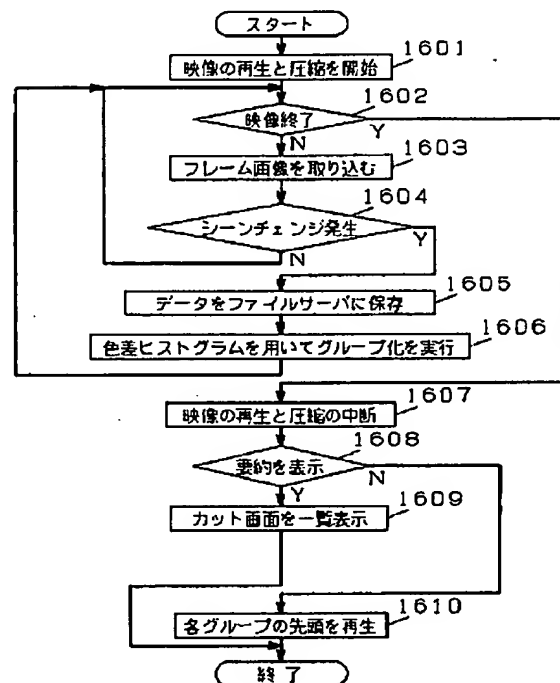 スタート
1601
映像の再生と圧縮を開始
1602
映像終了
Y
N
1603
フレーム画像を取り込む
1604
シーンチェンジ発生
Y
N
1605
データをファイルサーバに保存
1606
色差ヒストグラムを用いてグループ化を実行
1607
映像の再生と圧縮の中断
1608
要約を表示
N
Y
1609
カット画面を一覧表示
1610
各グループの先頭を再生
終了